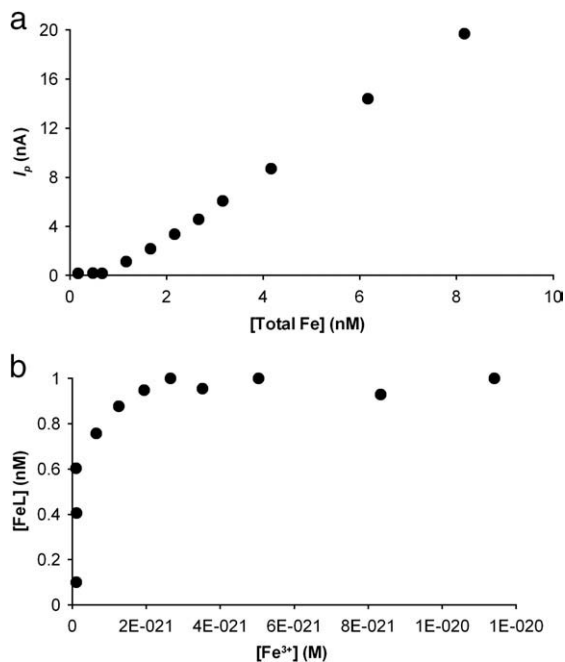 a
20
16
12
8
4
0
Ip (nA)
0 2 4 6 8 10
[Total Fe] (nM)
b
1
0.8
0.6
0.4
0.2
0
[FeL] (nM)
0 2E-021 4E-021 6E-021 8E-021 1E-020 1E-020
[Fe³⁺] (M)